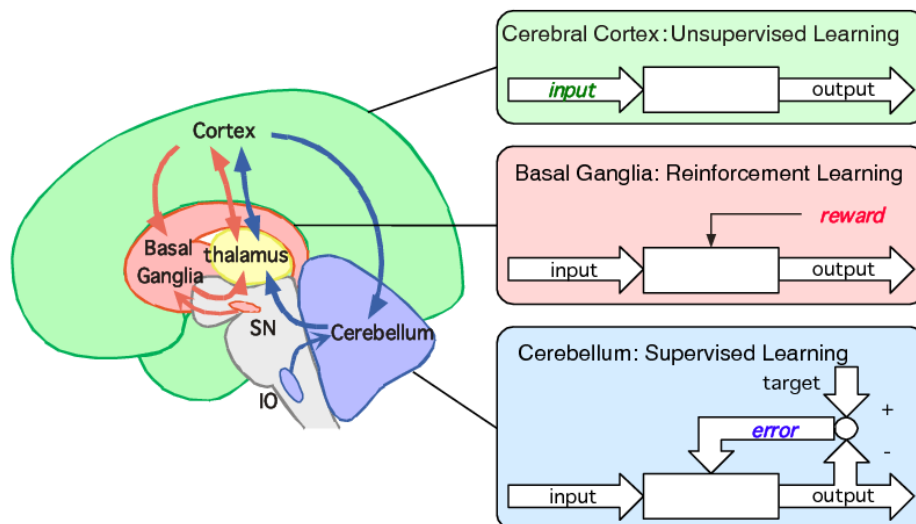 Cerebral Cortex: Unsupervised Learning
input
output
Cortex
Basal Ganglia: Reinforcement Learning
reward
input
output
Basal
Ganglia
thalamus
SN
Cerebellum
IO
Cerebellum: Supervised Learning
target
+
error
-
input
output